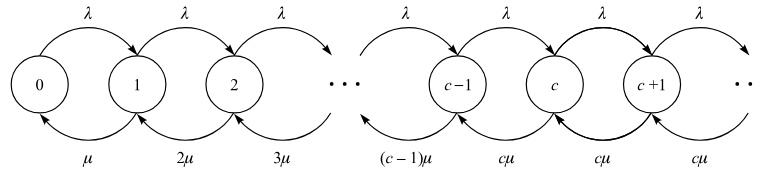 λ λ λ λ λ λ λ
0 1 2 ··· c−1 c c+1 ··
μ 2μ 3μ (c − 1)μ cμ cμ cμ